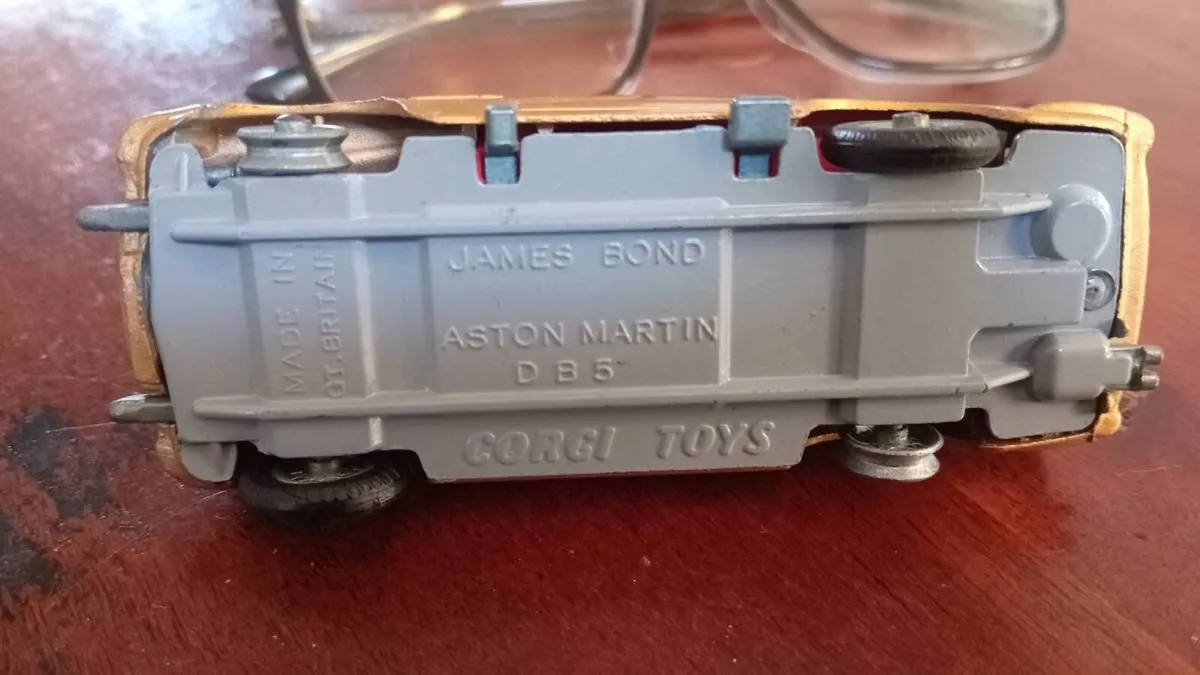 MADE IN
GT. BRITAIN
JAMES BOND
ASTON MARTIN
D B 5
CORGI TOYS